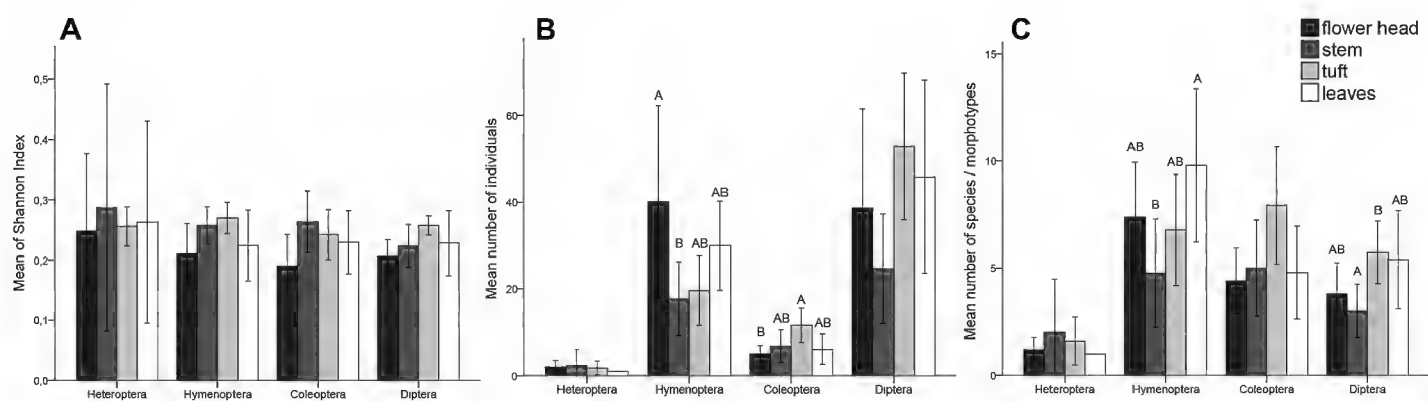 A
Mean of Shannon Index
0,5
0,4
0,3
0,2
0,1
0,0
Heteroptera Hymenoptera Coleoptera Diptera
B
Mean number of individuals
60
40
20
0
A
B
AB
AB
B
AB
A
AB
Heteroptera Hymenoptera Coleoptera Diptera
C
Mean number of species / morphotypes
15
10
5
0
AB
B
AB
A
AB
A
B
AB
Heteroptera Hymenoptera Coleoptera Diptera
flower head
stem
tuft
leaves